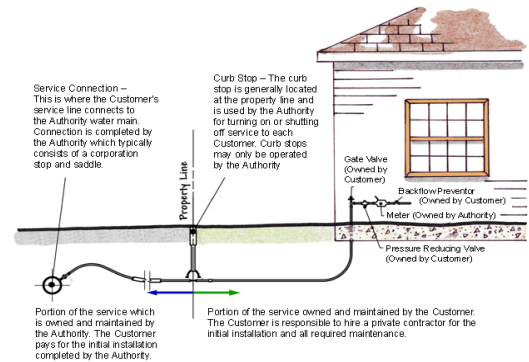 Service Connection –
This is where the Customer's
service line connects to
the Authority water main.
Connection is completed by
the Authority which typically
consists of a corporation
stop and saddle.
Curb Stop – The curb
stop is generally located
at the property line and
is used by the Authority
for turning on or shutting
off service to each
Customer. Curb stops
may only be operated
by the Authority
Property Line
Gate Valve
(Owned by
Customer)
Backflow Preventor
(Owned by Customer)
Meter (Owned by Authority)
Pressure Reducing Valve
(Owned by Customer)
Portion of the service which
is owned and maintained by
the Authority. The Customer
pays for the initial installation
completed by the Authority.
Portion of the service owned and maintained by the Customer.
The Customer is responsible to hire a private contractor for the
initial installation and all required maintenance.